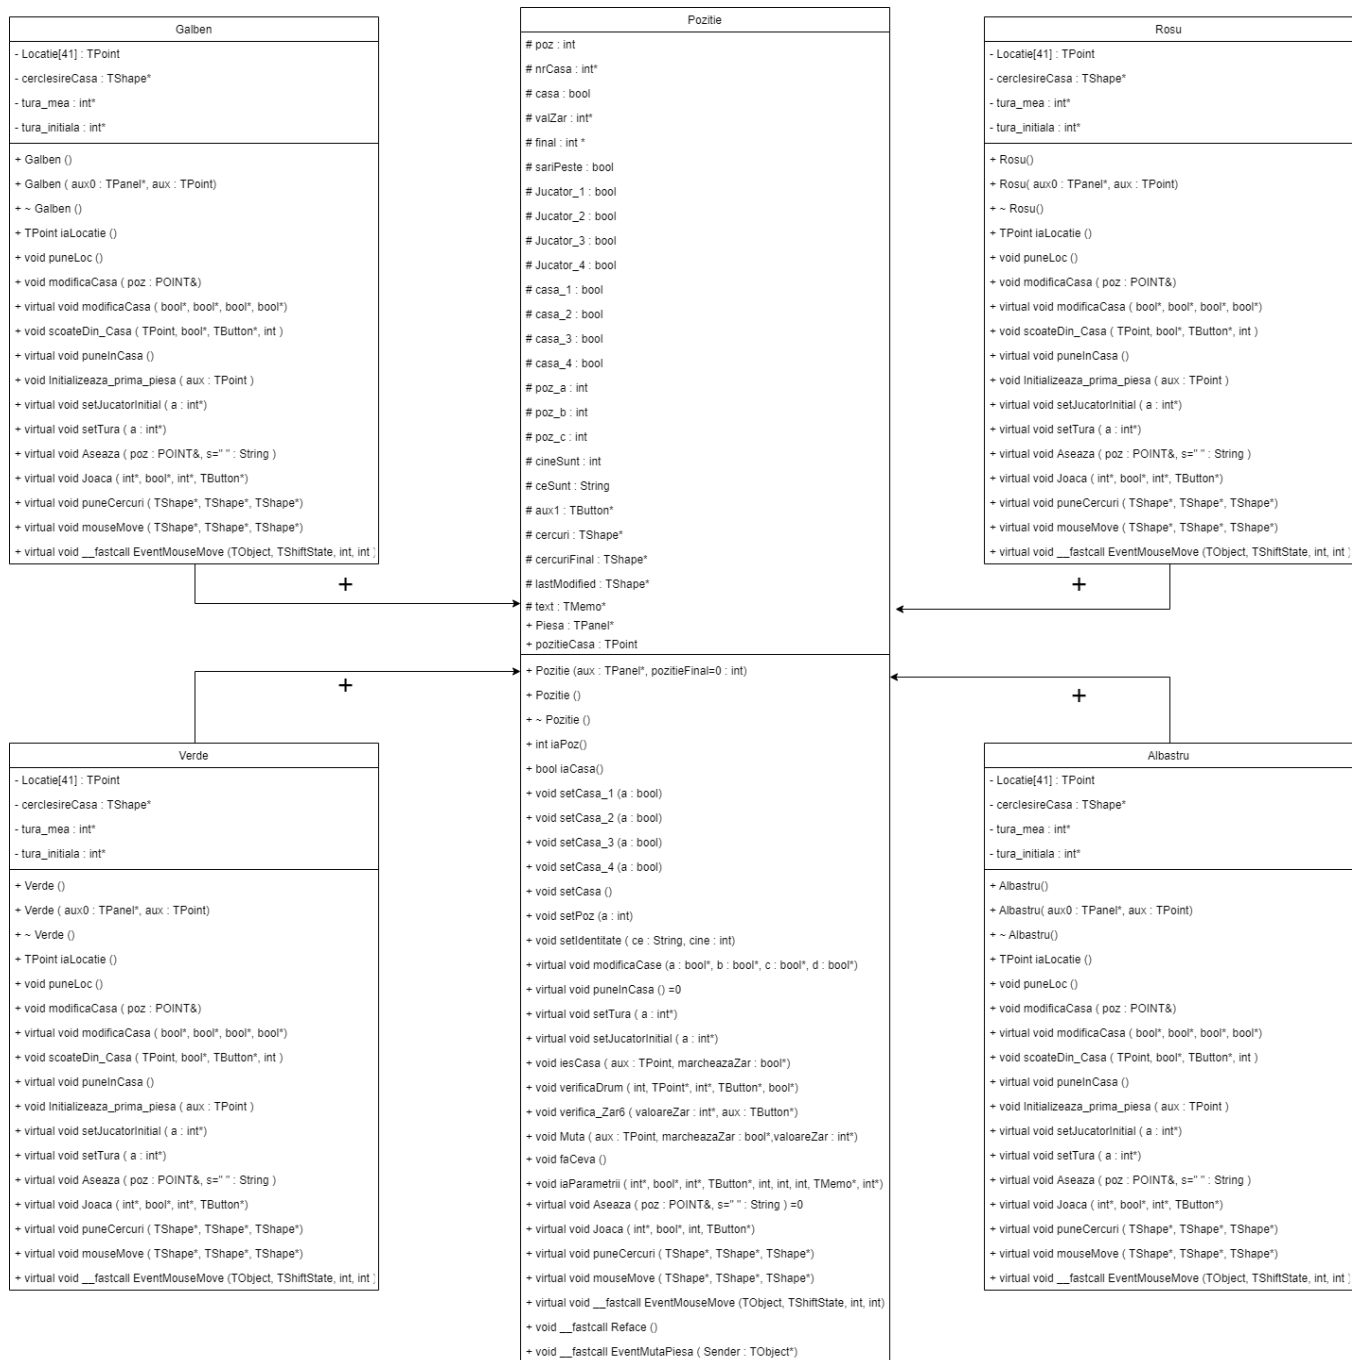 Galben
- Locatie[41] : TPoint
- cerclesireCasa : TShape*
- tura_mea : int*
- tura_initiala : int*
+ Galben ()
+ Galben ( aux0 : TPanel*, aux : TPoint)
+ ~ Galben ()
+ TPoint iaLocatie ()
+ void puneLoc ()
+ void modificaCasa ( poz : POINT&)
+ virtual void modificaCasa ( bool*, bool*, bool*, bool*)
+ void scoateDin_Casa ( TPoint, bool*, TButton*, int )
+ virtual void puneInCasa ()
+ void Initializeaza_prima_piesa ( aux : TPoint )
+ virtual void setJucatorInitial ( a : int*)
+ virtual void setTura ( a : int*)
+ virtual void Aseaza ( poz : POINT&, s=" " : String )
+ virtual void Joaca ( int*, bool*, int*, TButton*)
+ virtual void puneCercuri ( TShape*, TShape*, TShape*)
+ virtual void mouseMove ( TShape*, TShape*, TShape*)
+ virtual void __fastcall EventMouseMove (TObject, TShiftState, int, int )
+
Pozitie
# poz : int
# nrCasa : int*
# casa : bool
# valZar : int*
# final : int *
# sariPeste : bool
# Jucator_1 : bool
# Jucator_2 : bool
# Jucator_3 : bool
# Jucator_4 : bool
# casa_1 : bool
# casa_2 : bool
# casa_3 : bool
# casa_4 : bool
# poz_a : int
# poz_b : int
# poz_c : int
# cineSunt : int
# ceSunt : String
# aux1 : TButton*
# cercuri : TShape*
# cercuriFinal : TShape*
# lastModified : TShape*
# text : TMemo*
+ Piesa : TPanel*
+ pozitieCasa : TPoint
+ Pozitie (aux : TPanel*, pozitieFinal=0 : int)
+ Pozitie ()
+ ~ Pozitie ()
+ int iaPoz()
+ bool iaCasa()
+ void setCasa_1 (a : bool)
+ void setCasa_2 (a : bool)
+ void setCasa_3 (a : bool)
+ void setCasa_4 (a : bool)
+ void setCasa ()
+ void setPoz (a : int)
+ void setIdentitate ( ce : String, cine : int)
+ virtual void modificaCase (a : bool*, b : bool*, c : bool*, d : bool*)
+ virtual void puneInCasa () =0
+ virtual void setTura ( a : int*)
+ virtual void setJucatorInitial ( a : int*)
+ void iesCasa ( aux : TPoint, marcheazaZar : bool*)
+ void verificaDrum ( int, TPoint*, int*, TButton*, bool*)
+ void verifica_Zar6 ( valoareZar : int*, aux : TButton*)
+ void Muta ( aux : TPoint, marcheazaZar : bool*,valoareZar : int*)
+ void faCeva ()
+ void iaParametrii ( int*, bool*, int*, TButton*, int, int, int, TMemo*, int*)
+ virtual void Aseaza ( poz : POINT&, s=" " : String ) =0
+ virtual void Joaca ( int*, bool*, int, TButton*)
+ virtual void puneCercuri ( TShape*, TShape*, TShape*)
+ virtual void mouseMove ( TShape*, TShape*, TShape*)
+ virtual void __fastcall EventMouseMove (TObject, TShiftState, int, int)
+ void __fastcall Reface ()
+ void __fastcall EventMutaPiesa ( Sender : TObject*)
Rosu
- Locatie[41] : TPoint
- cerclesireCasa : TShape*
- tura_mea : int*
- tura_initiala : int*
+ Rosu()
+ Rosu( aux0 : TPanel*, aux : TPoint)
+ ~ Rosu()
+ TPoint iaLocatie ()
+ void puneLoc ()
+ void modificaCasa ( poz : POINT&)
+ virtual void modificaCasa ( bool*, bool*, bool*, bool*)
+ void scoateDin_Casa ( TPoint, bool*, TButton*, int )
+ virtual void puneInCasa ()
+ void Initializeaza_prima_piesa ( aux : TPoint )
+ virtual void setJucatorInitial ( a : int*)
+ virtual void setTura ( a : int*)
+ virtual void Aseaza ( poz : POINT&, s=" " : String )
+ virtual void Joaca ( int*, bool*, int*, TButton*)
+ virtual void puneCercuri ( TShape*, TShape*, TShape*)
+ virtual void mouseMove ( TShape*, TShape*, TShape*)
+ virtual void __fastcall EventMouseMove (TObject, TShiftState, int, int )
+
+
Verde
- Locatie[41] : TPoint
- cerclesireCasa : TShape*
- tura_mea : int*
- tura_initiala : int*
+ Verde ()
+ Verde ( aux0 : TPanel*, aux : TPoint)
+ ~ Verde ()
+ TPoint iaLocatie ()
+ void puneLoc ()
+ void modificaCasa ( poz : POINT&)
+ virtual void modificaCasa ( bool*, bool*, bool*, bool*)
+ void scoateDin_Casa ( TPoint, bool*, TButton*, int )
+ virtual void puneInCasa ()
+ void Initializeaza_prima_piesa ( aux : TPoint )
+ virtual void setJucatorInitial ( a : int*)
+ virtual void setTura ( a : int*)
+ virtual void Aseaza ( poz : POINT&, s=" " : String )
+ virtual void Joaca ( int*, bool*, int*, TButton*)
+ virtual void puneCercuri ( TShape*, TShape*, TShape*)
+ virtual void mouseMove ( TShape*, TShape*, TShape*)
+ virtual void __fastcall EventMouseMove (TObject, TShiftState, int, int )
+
Albastru
- Locatie[41] : TPoint
- cerclesireCasa : TShape*
- tura_mea : int*
- tura_initiala : int*
+ Albastru()
+ Albastru( aux0 : TPanel*, aux : TPoint)
+ ~ Albastru()
+ TPoint iaLocatie ()
+ void puneLoc ()
+ void modificaCasa ( poz : POINT&)
+ virtual void modificaCasa ( bool*, bool*, bool*, bool*)
+ void scoateDin_Casa ( TPoint, bool*, TButton*, int )
+ virtual void puneInCasa ()
+ void Initializeaza_prima_piesa ( aux : TPoint )
+ virtual void setJucatorInitial ( a : int*)
+ virtual void setTura ( a : int*)
+ virtual void Aseaza ( poz : POINT&, s=" " : String )
+ virtual void Joaca ( int*, bool*, int*, TButton*)
+ virtual void puneCercuri ( TShape*, TShape*, TShape*)
+ virtual void mouseMove ( TShape*, TShape*, TShape*)
+ virtual void __fastcall EventMouseMove (TObject, TShiftState, int, int )